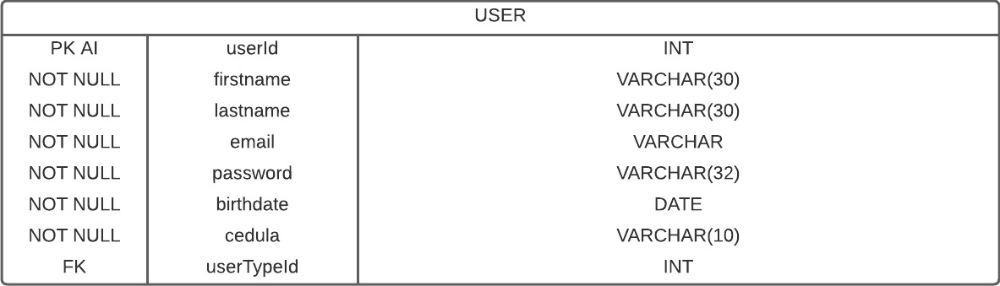 USER
PK AI userId INT
NOT NULL firstname VARCHAR(30)
NOT NULL lastname VARCHAR(30)
NOT NULL email VARCHAR
NOT NULL password VARCHAR(32)
NOT NULL birthdate DATE
NOT NULL cedula VARCHAR(10)
FK userTypeId INT